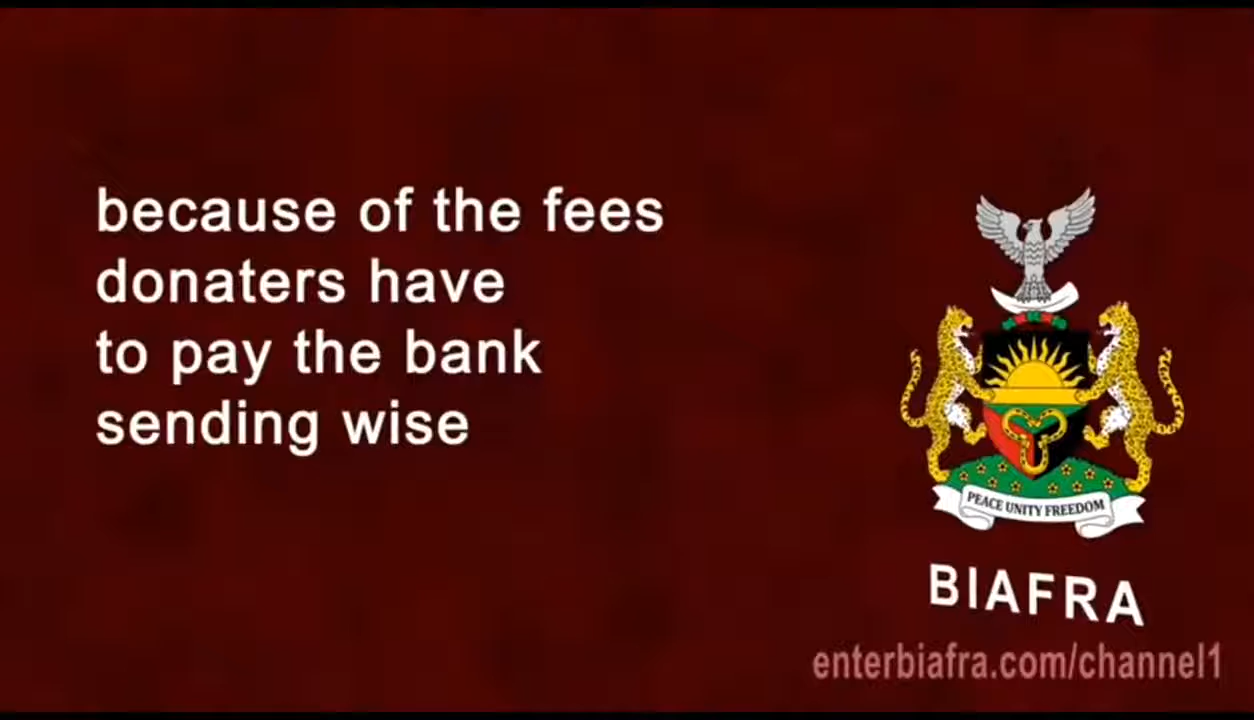 because of the fees
donaters have
to pay the bank
sending wise
PEACE UNITY FREEDOM
BIAFRA
enterbiafra.com/channel1